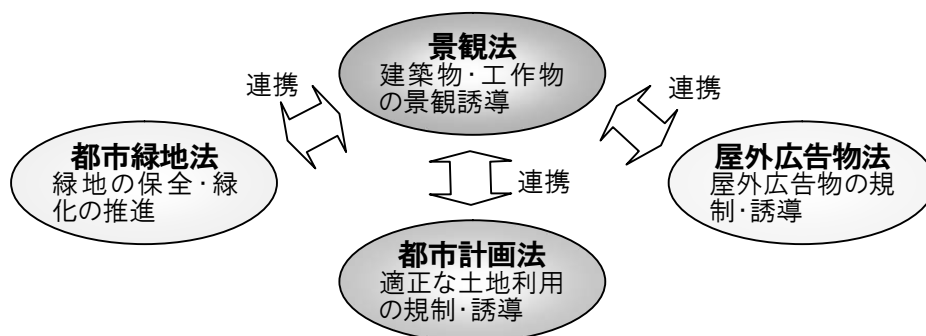 景観法
建築物･工作物
の景観誘導
連携
連携
都市緑地法
緑地の保全･緑
化の推進
屋外広告物法
屋外広告物の規
制･誘導
連携
都市計画法
適正な土地利用
の規制･誘導